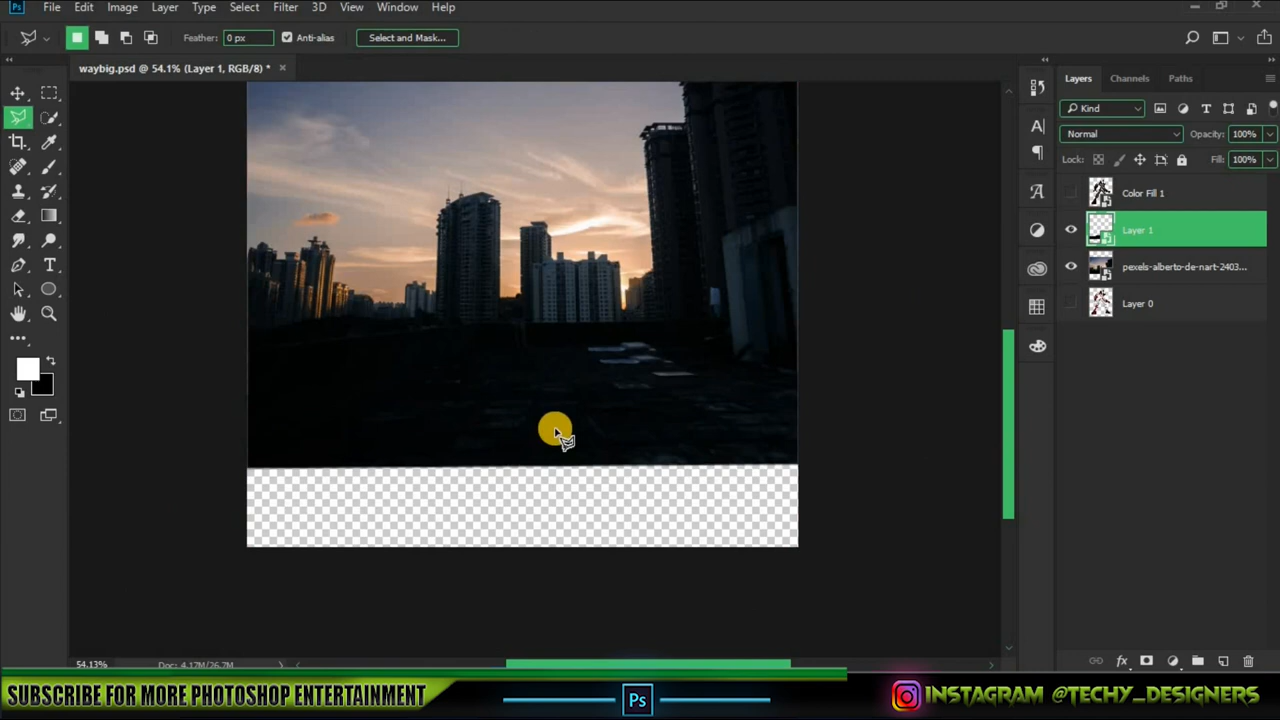 Ps File Edit Image Layer Type Select Filter 3D View Window Help
Feather: 0 px Anti-alias Select and Mask...
waybig.psd @ 54.1% (Layer 1, RGB/8) *
Layers Channels Paths
Kind
Normal Opacity: 100%
Lock: Fill: 100%
Color Fill 1
Layer 1
pexels-alberto-de-nart-2403...
Layer 0
54.13% Doc: 4.17M/26.7M
SUBSCRIBE FOR MORE PHOTOSHOP ENTERTAINMENT
Ps
INSTAGRAM @TECHY_DESIGNERS